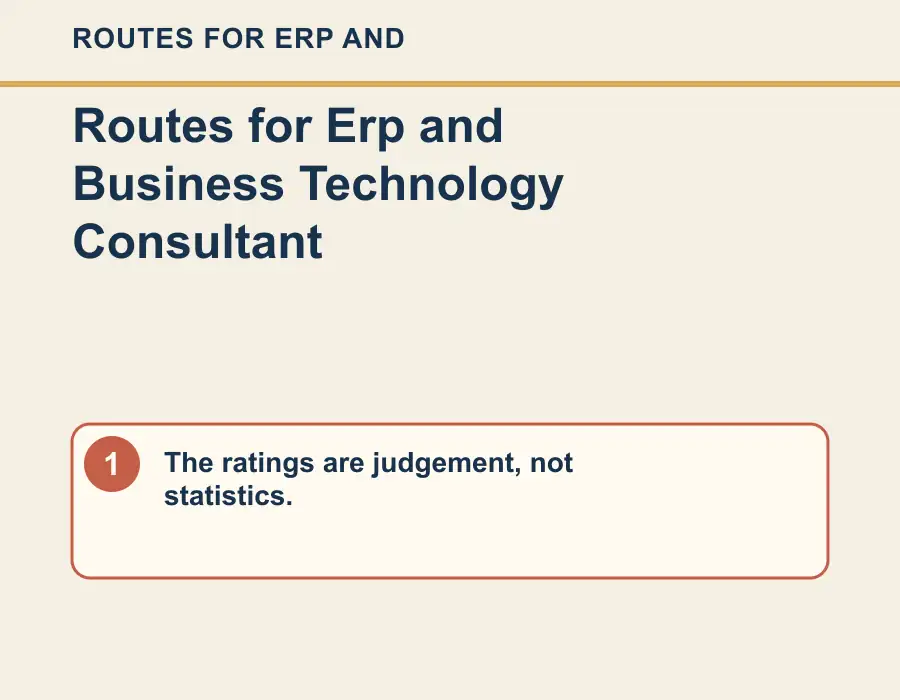 ROUTES FOR ERP AND
Routes for Erp and
Business Technology
Consultant
1
The ratings are judgement, not
statistics.